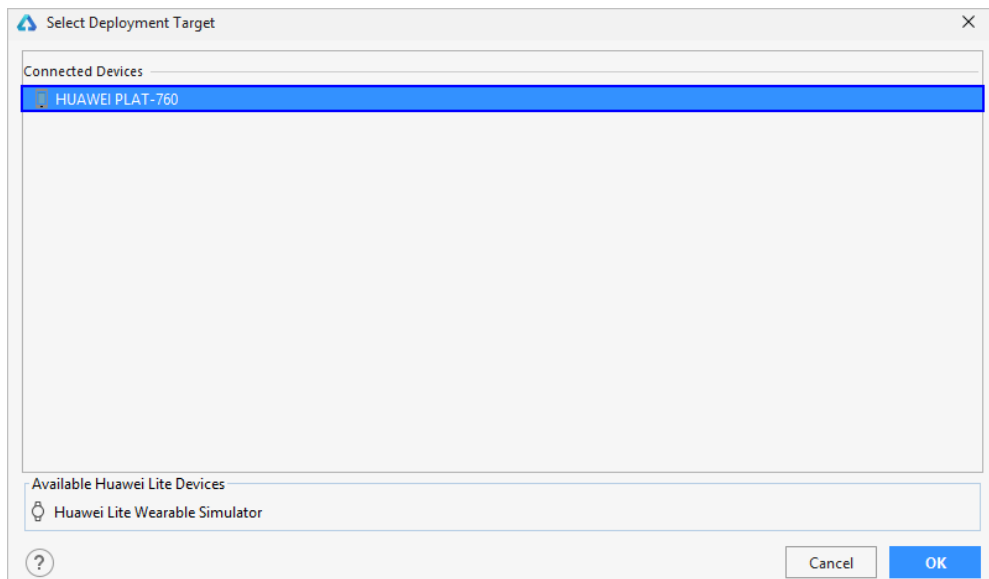 Select Deployment Target
Connected Devices
HUAWEI PLAT-760
Available Huawei Lite Devices
Huawei Lite Wearable Simulator
?
Cancel
OK